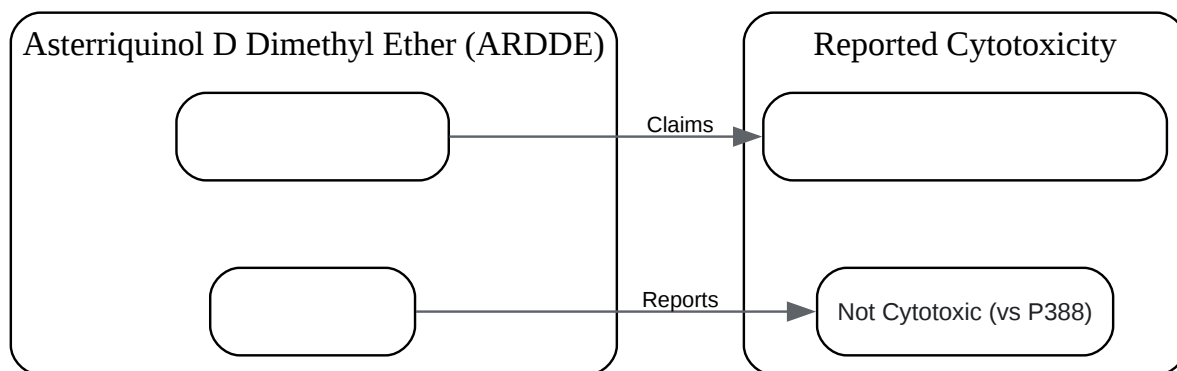 Asterriquinol D Dimethyl Ether (ARDDE)
Reported Cytotoxicity
Claims
Reports
Not Cytotoxic (vs P388)